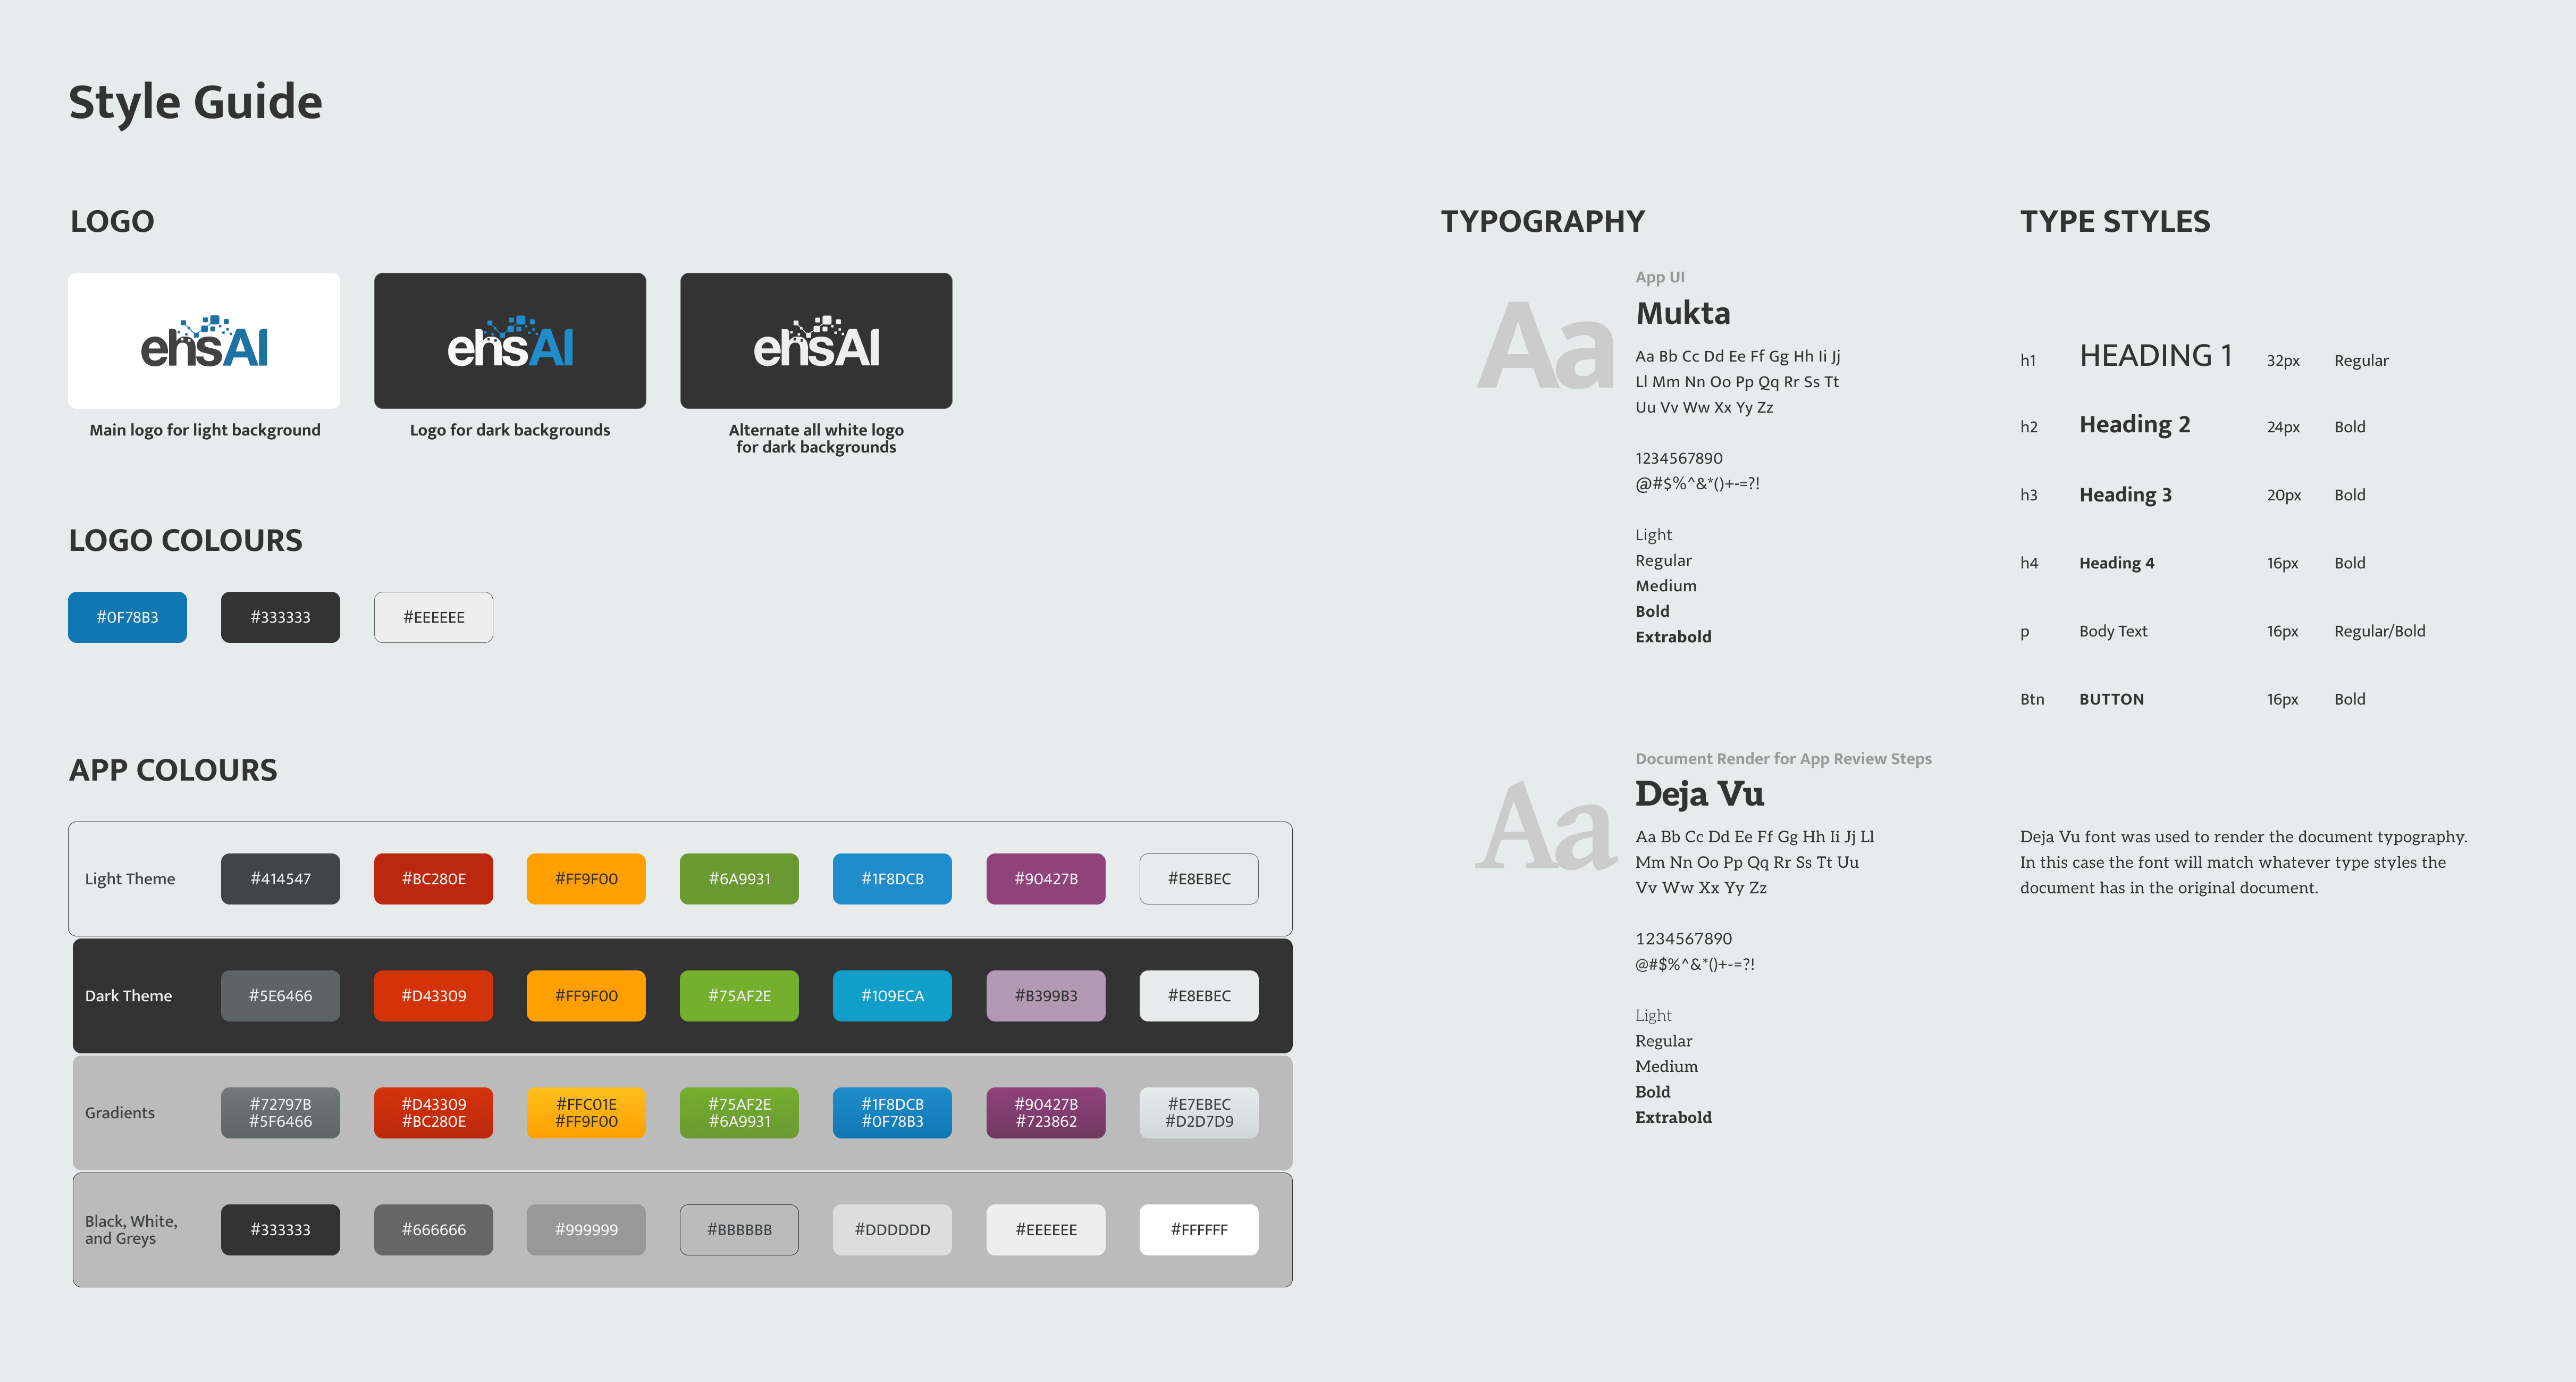 Style Guide
LOGO
ehsAI
ehsAI
ehsAI
Main logo for light background
Logo for dark backgrounds
Alternate all white logo
for dark backgrounds
LOGO COLOURS
#0F78B3
#333333
#EEEEEE
APP COLOURS
Light Theme
#414547
#BC280E
#FF9F00
#6A9931
#1F8DCB
#90427B
#E8EBEC
Dark Theme
#5E6466
#D43309
#FF9F00
#75AF2E
#109ECA
#B399B3
#E8EBEC
Gradients
#72797B
#5F6466
#D43309
#BC280E
#FFC01E
#FF9F00
#75AF2E
#6A9931
#1F8DCB
#0F78B3
#90427B
#723862
#E7EBEC
#D2D7D9
Black, White,
and Greys
#333333
#666666
#999999
#BBBBBB
#DDDDDD
#EEEEEE
#FFFFFF
TYPOGRAPHY
Aa
App UI
Mukta
Aa Bb Cc Dd Ee Ff Gg Hh Ii Jj
Ll Mm Nn Oo Pp Qq Rr Ss Tt
Uu Vv Ww Xx Yy Zz
1234567890
@#$%^&*()+-=?!
Light
Regular
Medium
Bold
Extrabold
Aa
Document Render for App Review Steps
Deja Vu
Aa Bb Cc Dd Ee Ff Gg Hh Ii Jj Ll
Mm Nn Oo Pp Qq Rr Ss Tt Uu
Vv Ww Xx Yy Zz
1234567890
@#$%^&*()+-=?!
Light
Regular
Medium
Bold
Extrabold
TYPE STYLES
h1 HEADING 1 32px Regular
h2 Heading 2 24px Bold
h3 Heading 3 20px Bold
h4 Heading 4 16px Bold
p Body Text 16px Regular/Bold
Btn BUTTON 16px Bold
Deja Vu font was used to render the document typography.
In this case the font will match whatever type styles the
document has in the original document.